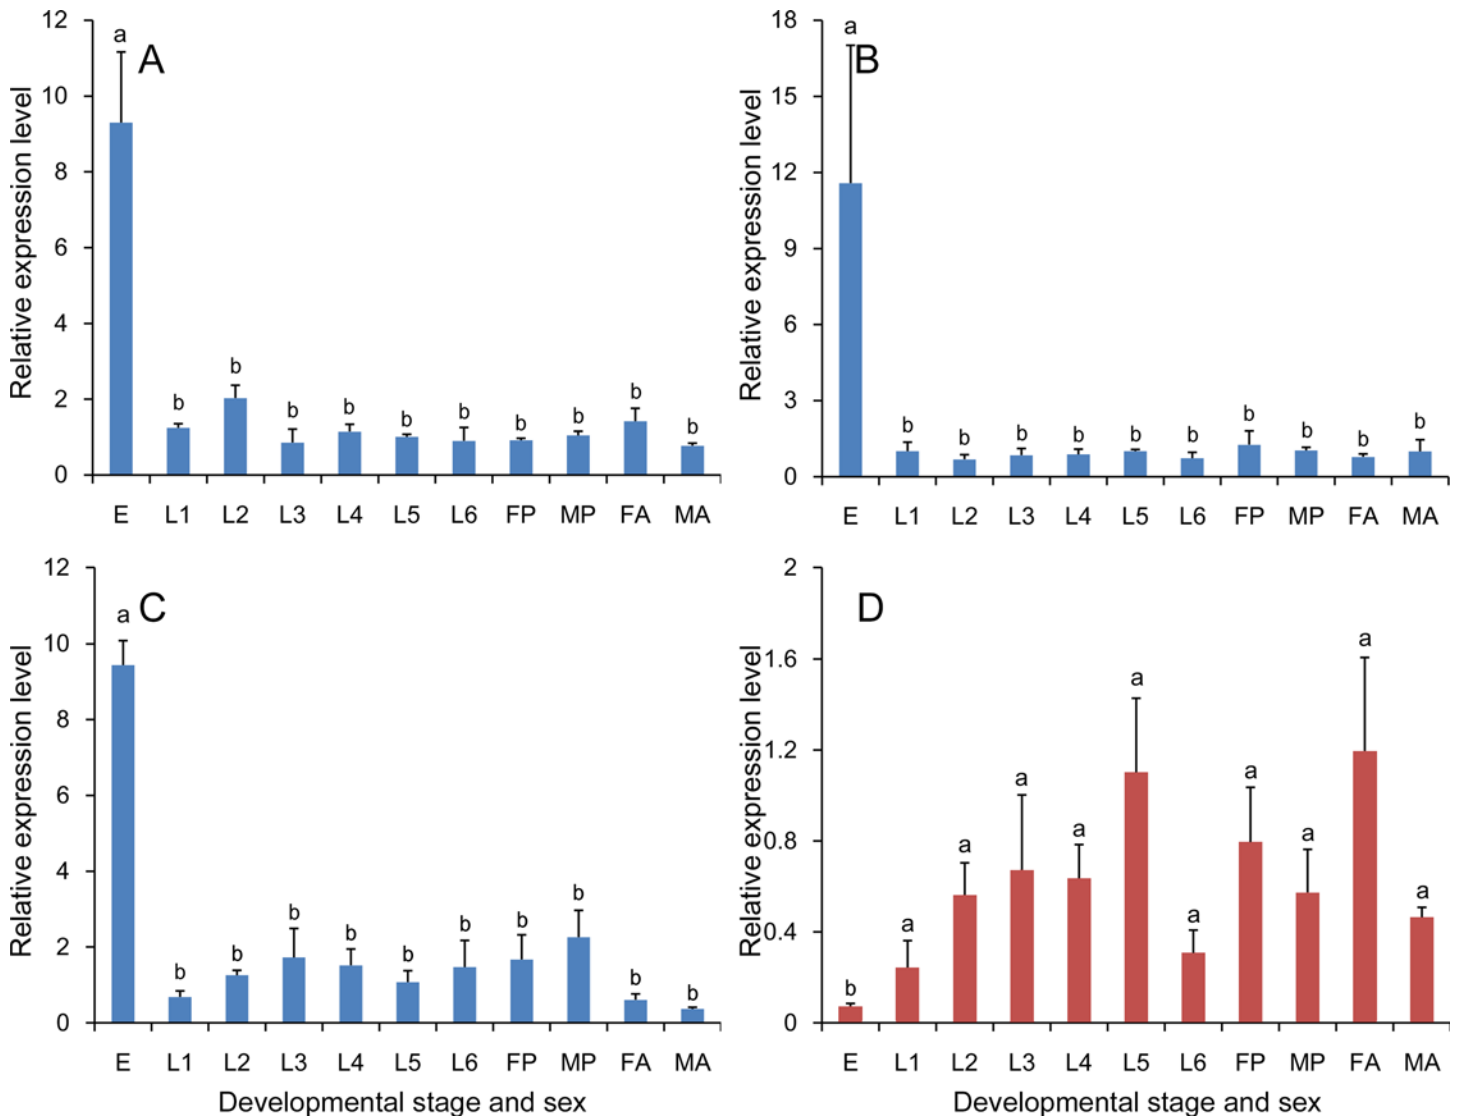 A
Relative expression level
12
10
8
6
4
2
0
a
b
b
b
b
b
b
b
b
b
b
E L1 L2 L3 L4 L5 L6 FP MP FA MA
B
Relative expression level
18
15
12
9
6
3
0
a
b
b
b
b
b
b
b
b
b
b
E L1 L2 L3 L4 L5 L6 FP MP FA MA
C
Relative expression level
12
10
8
6
4
2
0
a
b
b
b
b
b
b
b
b
b
b
E L1 L2 L3 L4 L5 L6 FP MP FA MA
Developmental stage and sex
D
Relative expression level
2
1.6
1.2
0.8
0.4
0
b
a
a
a
a
a
a
a
a
a
a
E L1 L2 L3 L4 L5 L6 FP MP FA MA
Developmental stage and sex